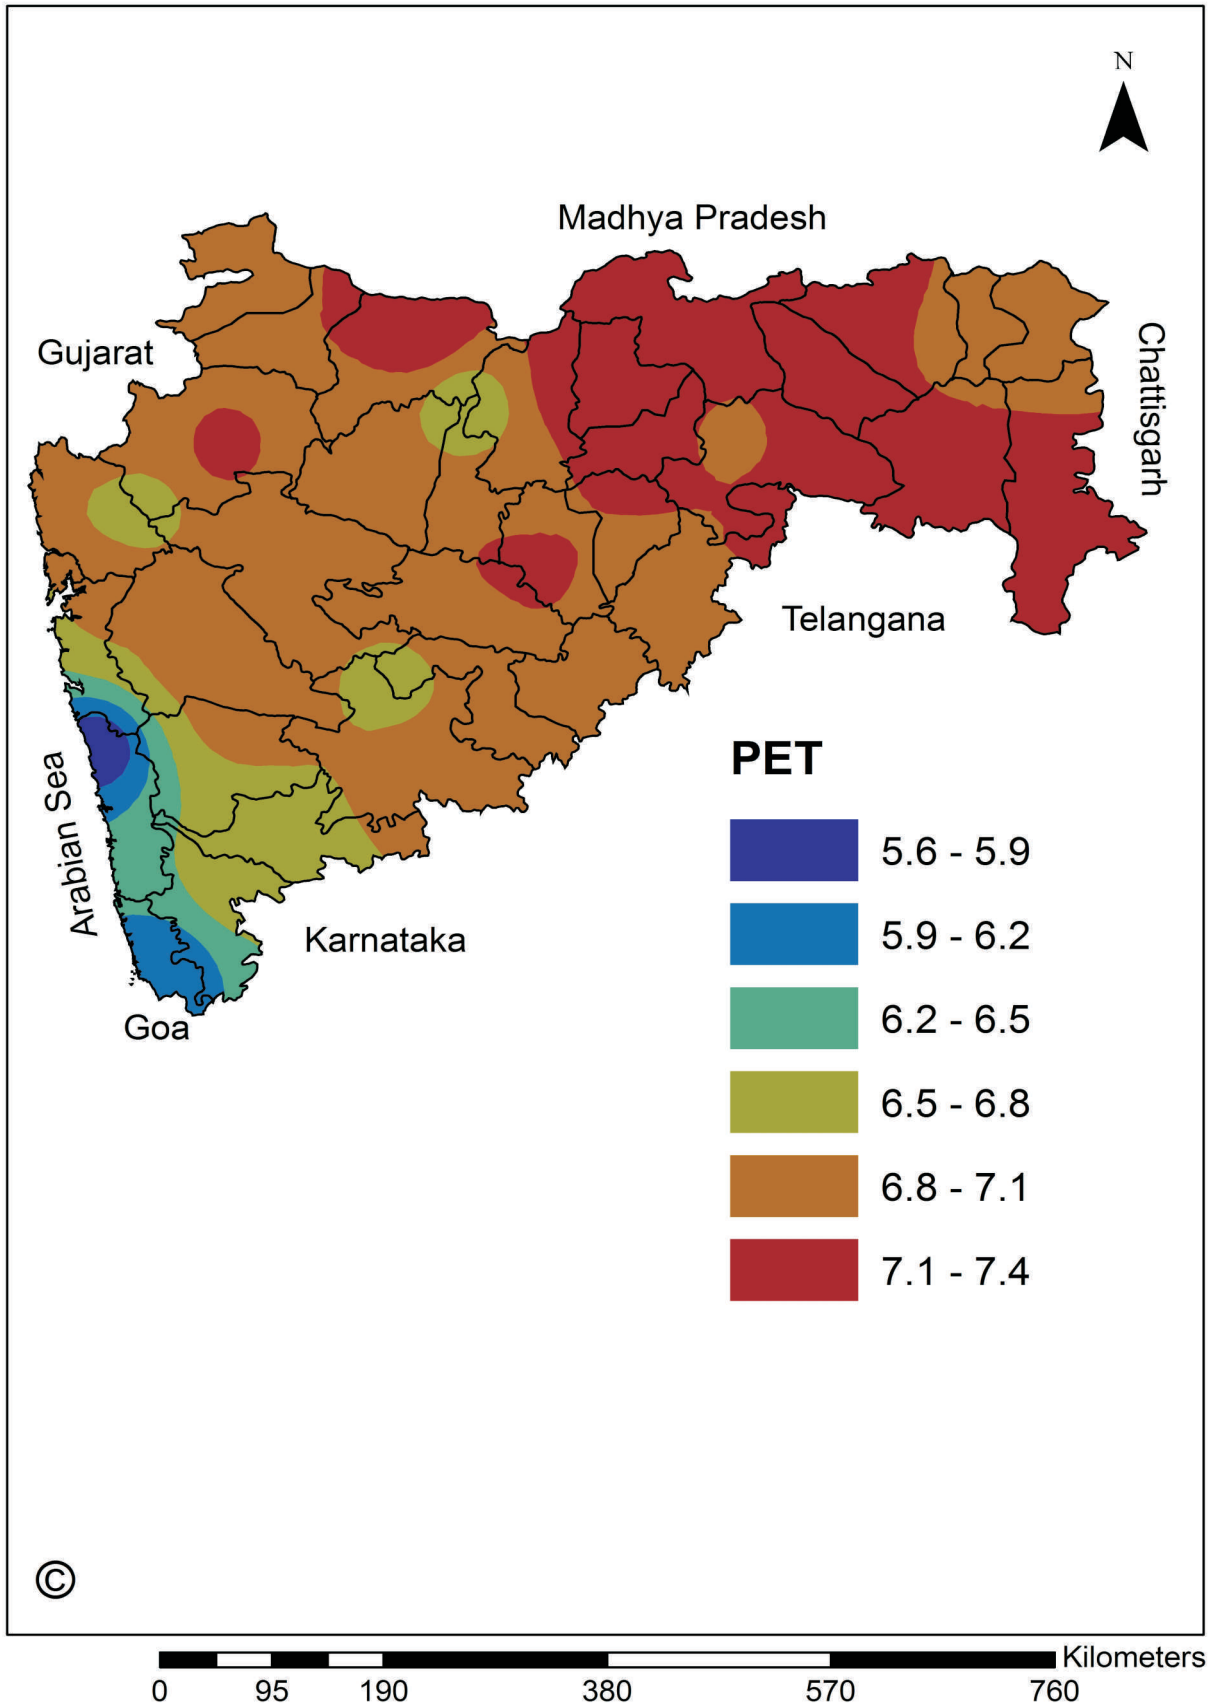 N
Madhya Pradesh
Gujarat
Chattisgarh
Telangana
Arabian Sea
Karnataka
Goa
PET
5.6 - 5.9
5.9 - 6.2
6.2 - 6.5
6.5 - 6.8
6.8 - 7.1
7.1 - 7.4
©
Kilometers
0 95 190 380 570 760